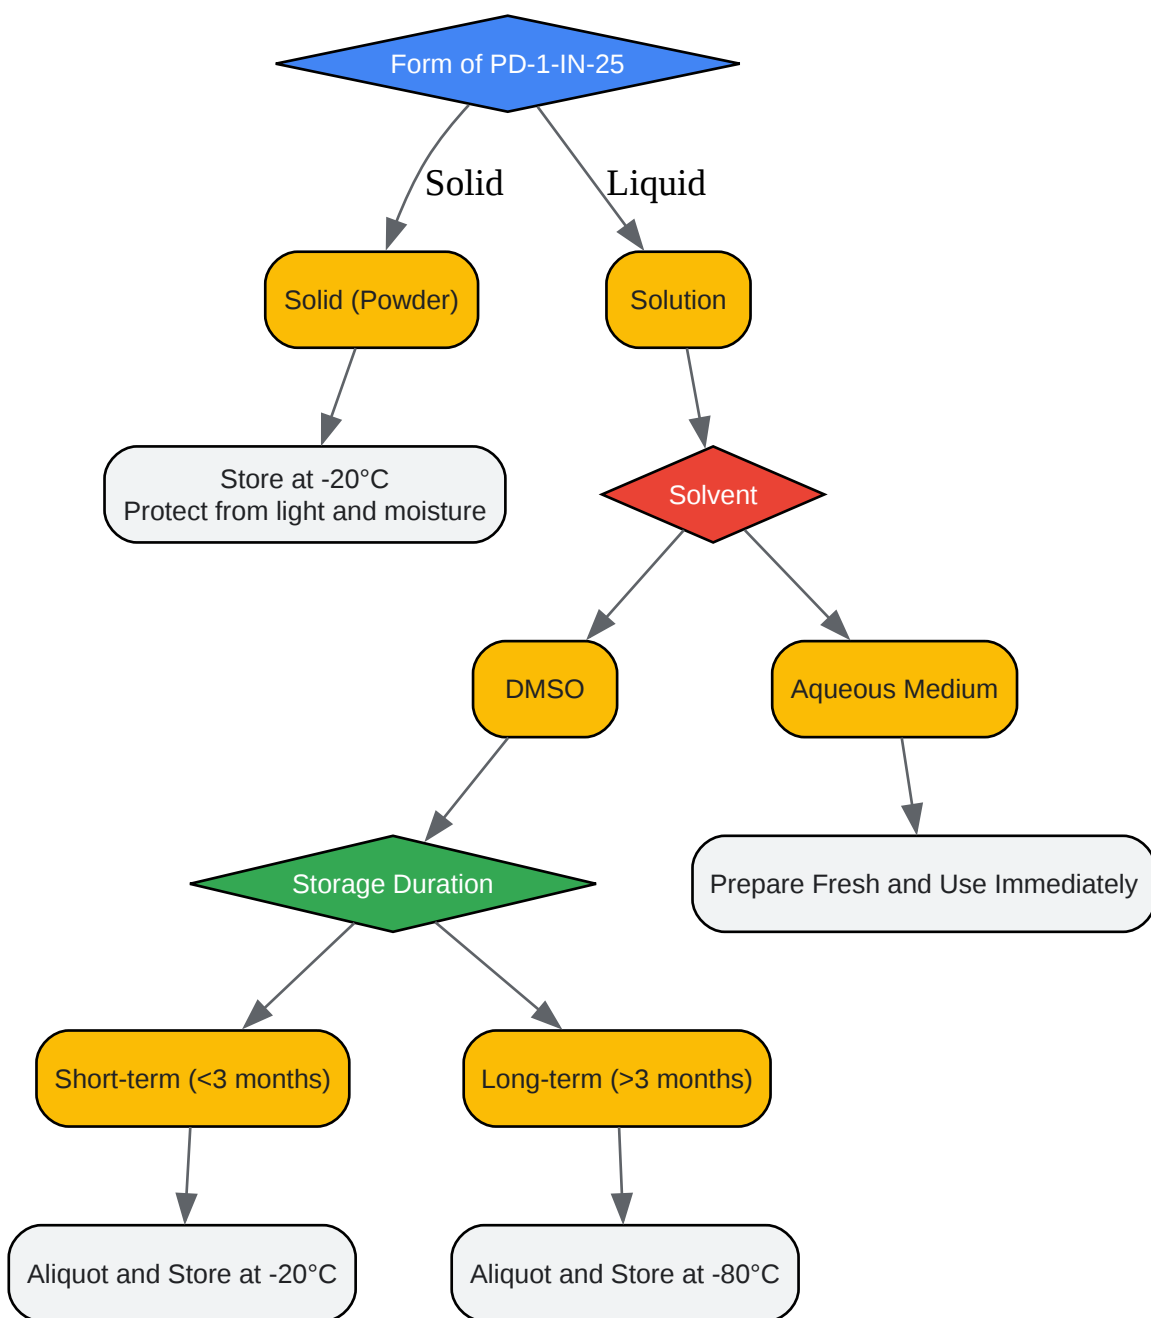 Form of PD-1-IN-25
Solid
Liquid
Solid (Powder)
Solution
Store at -20°C
Protect from light and moisture
Solvent
DMSO
Aqueous Medium
Storage Duration
Prepare Fresh and Use Immediately
Short-term (<3 months)
Long-term (>3 months)
Aliquot and Store at -20°C
Aliquot and Store at -80°C